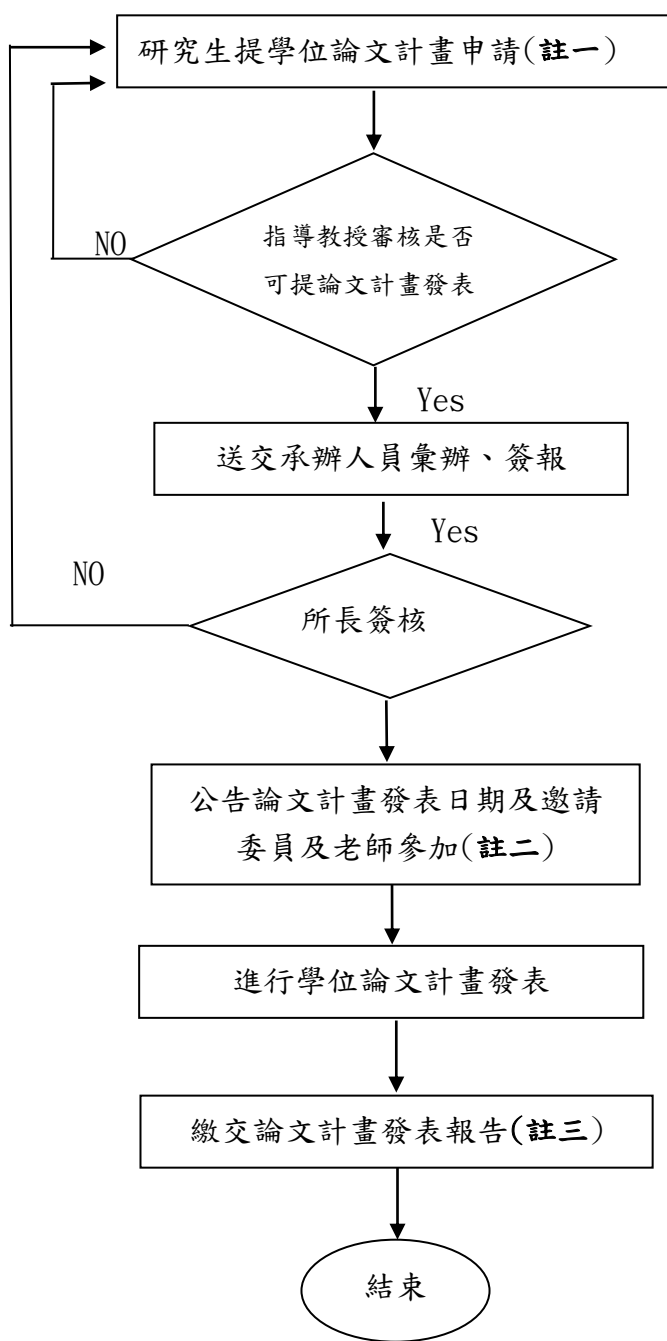 研究生提學位論文計畫申請(註一)
NO
指導教授審核是否
可提論文計畫發表
Yes
送交承辦人員彙辦、簽報
Yes
NO
所長簽核
公告論文計畫發表日期及邀請
委員及老師參加(註二)
進行學位論文計畫發表
繳交論文計畫發表報告(註三)
結束